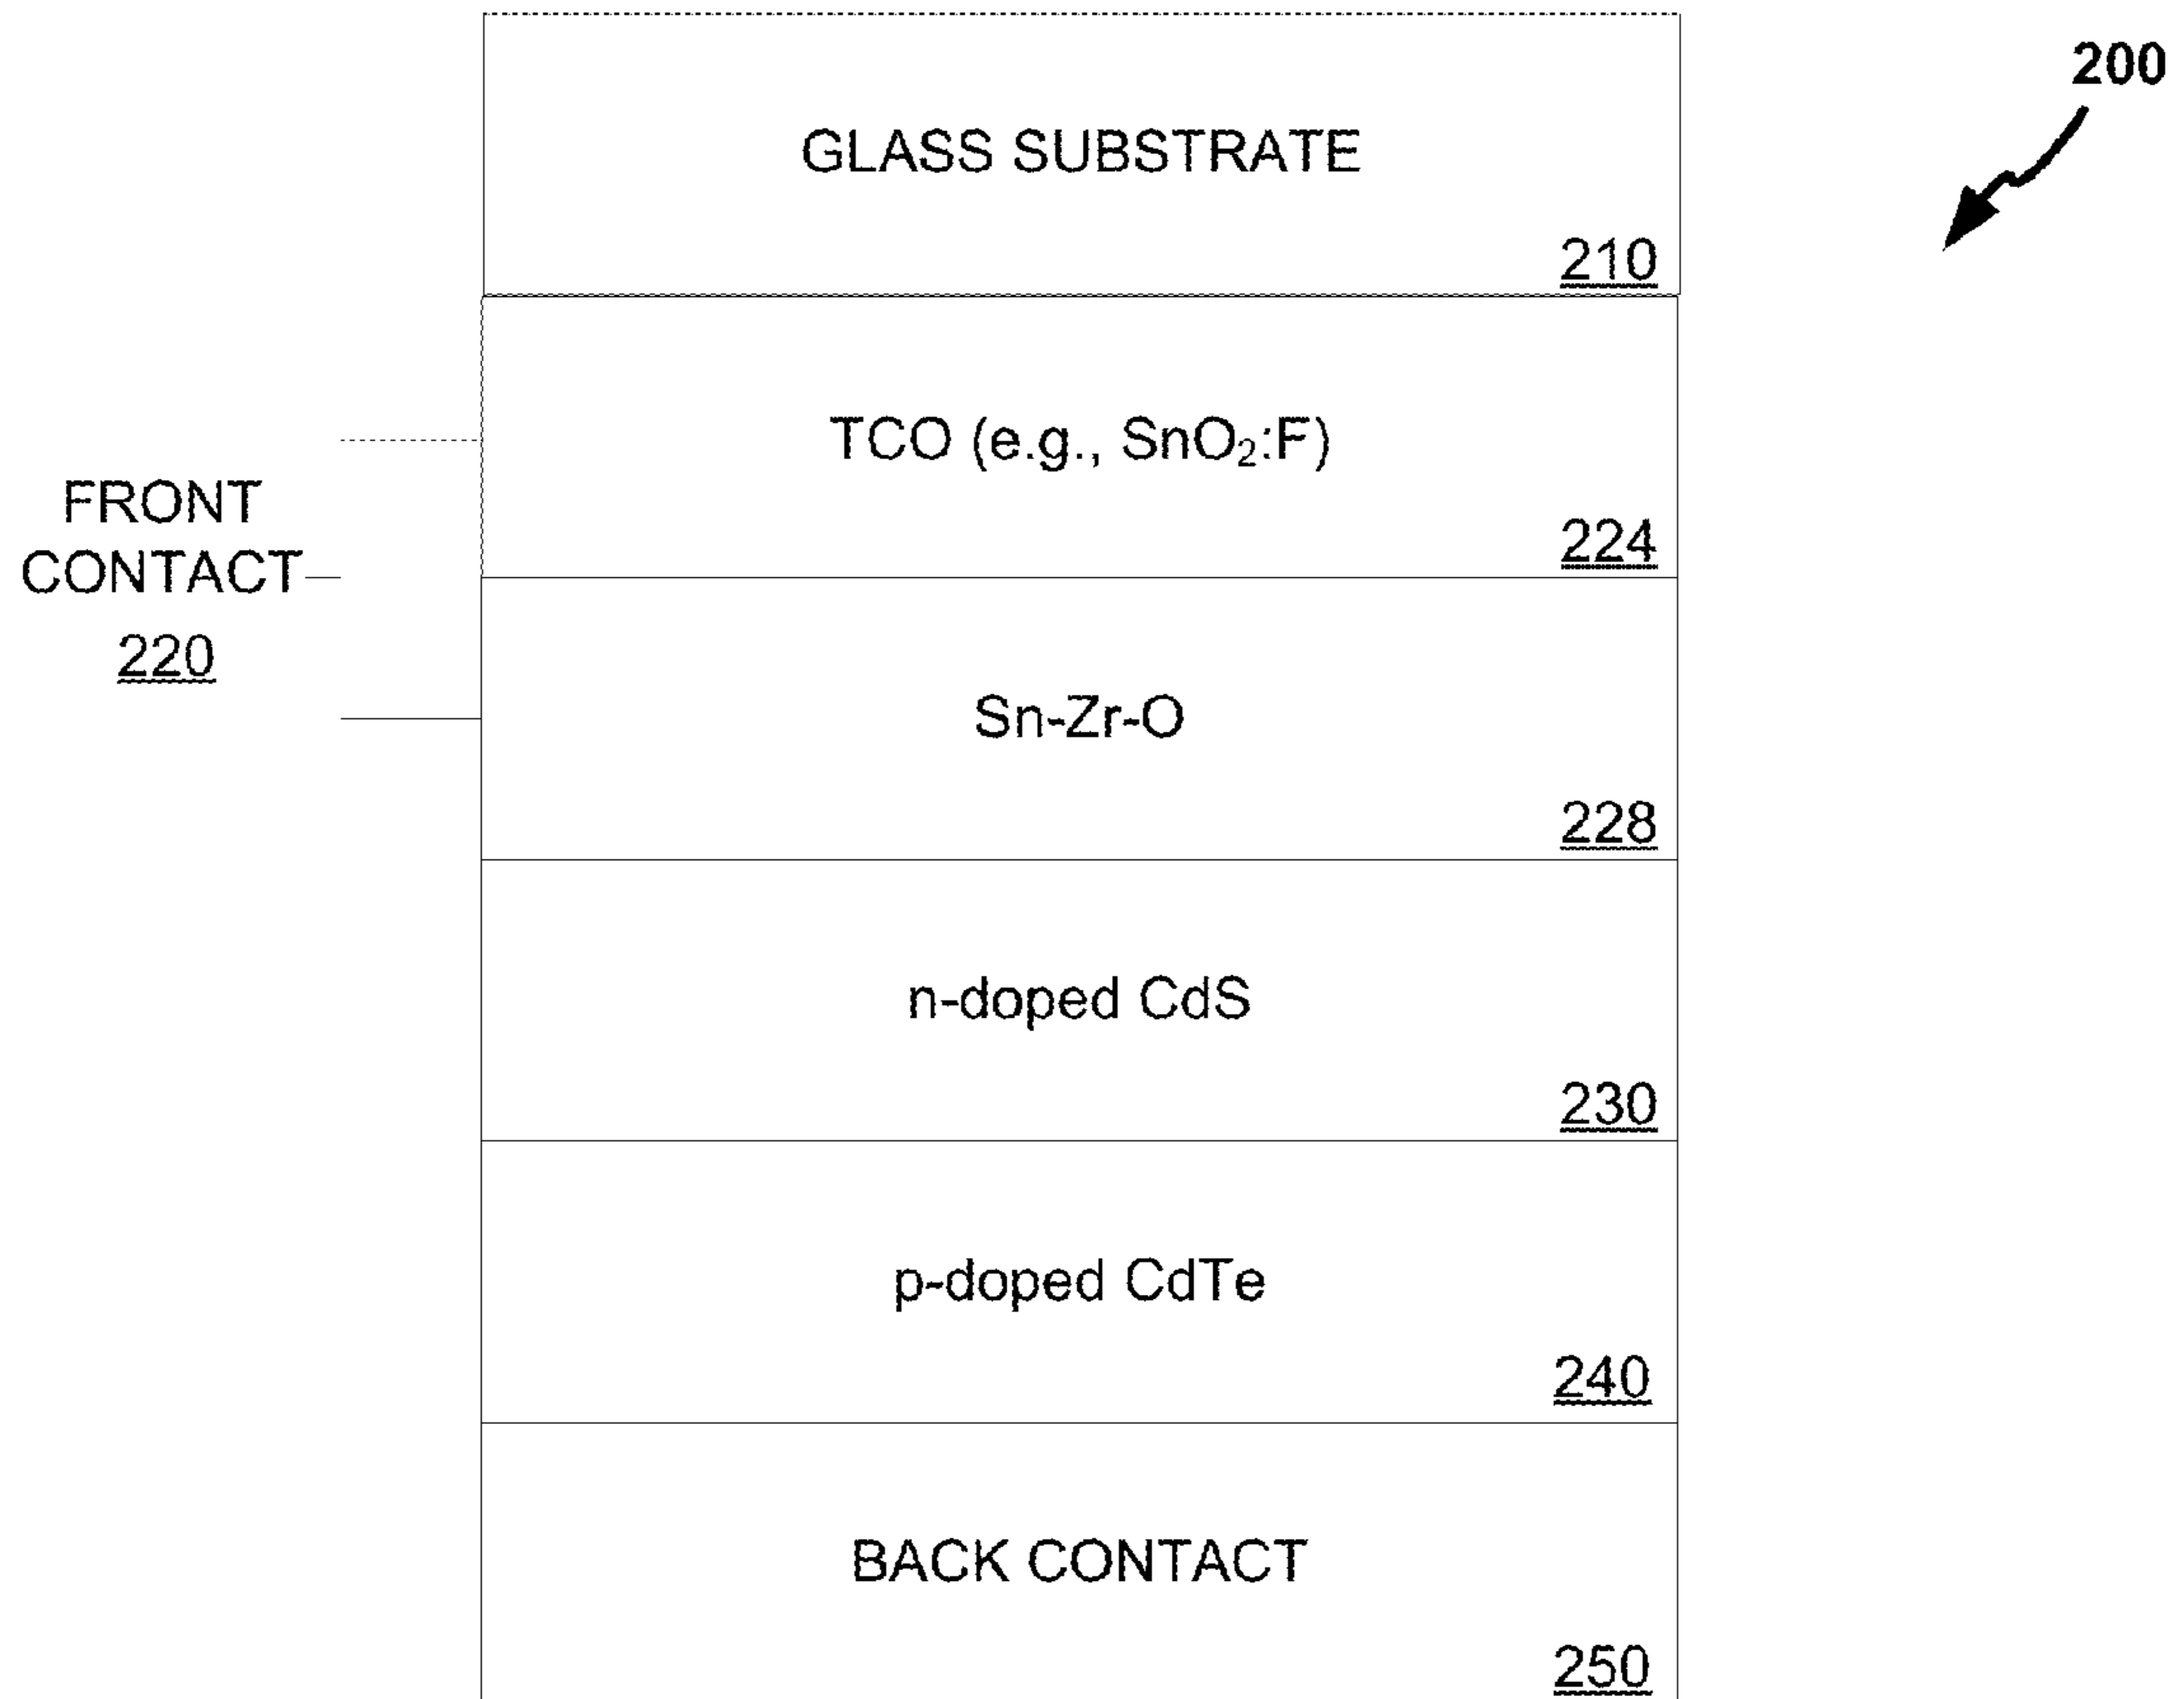 200
GLASS SUBSTRATE
210
TCO (e.g., SnO₂:F)
224
FRONT
CONTACT
220
Sn-Zr-O
228
n-doped CdS
230
p-doped CdTe
240
BACK CONTACT
250